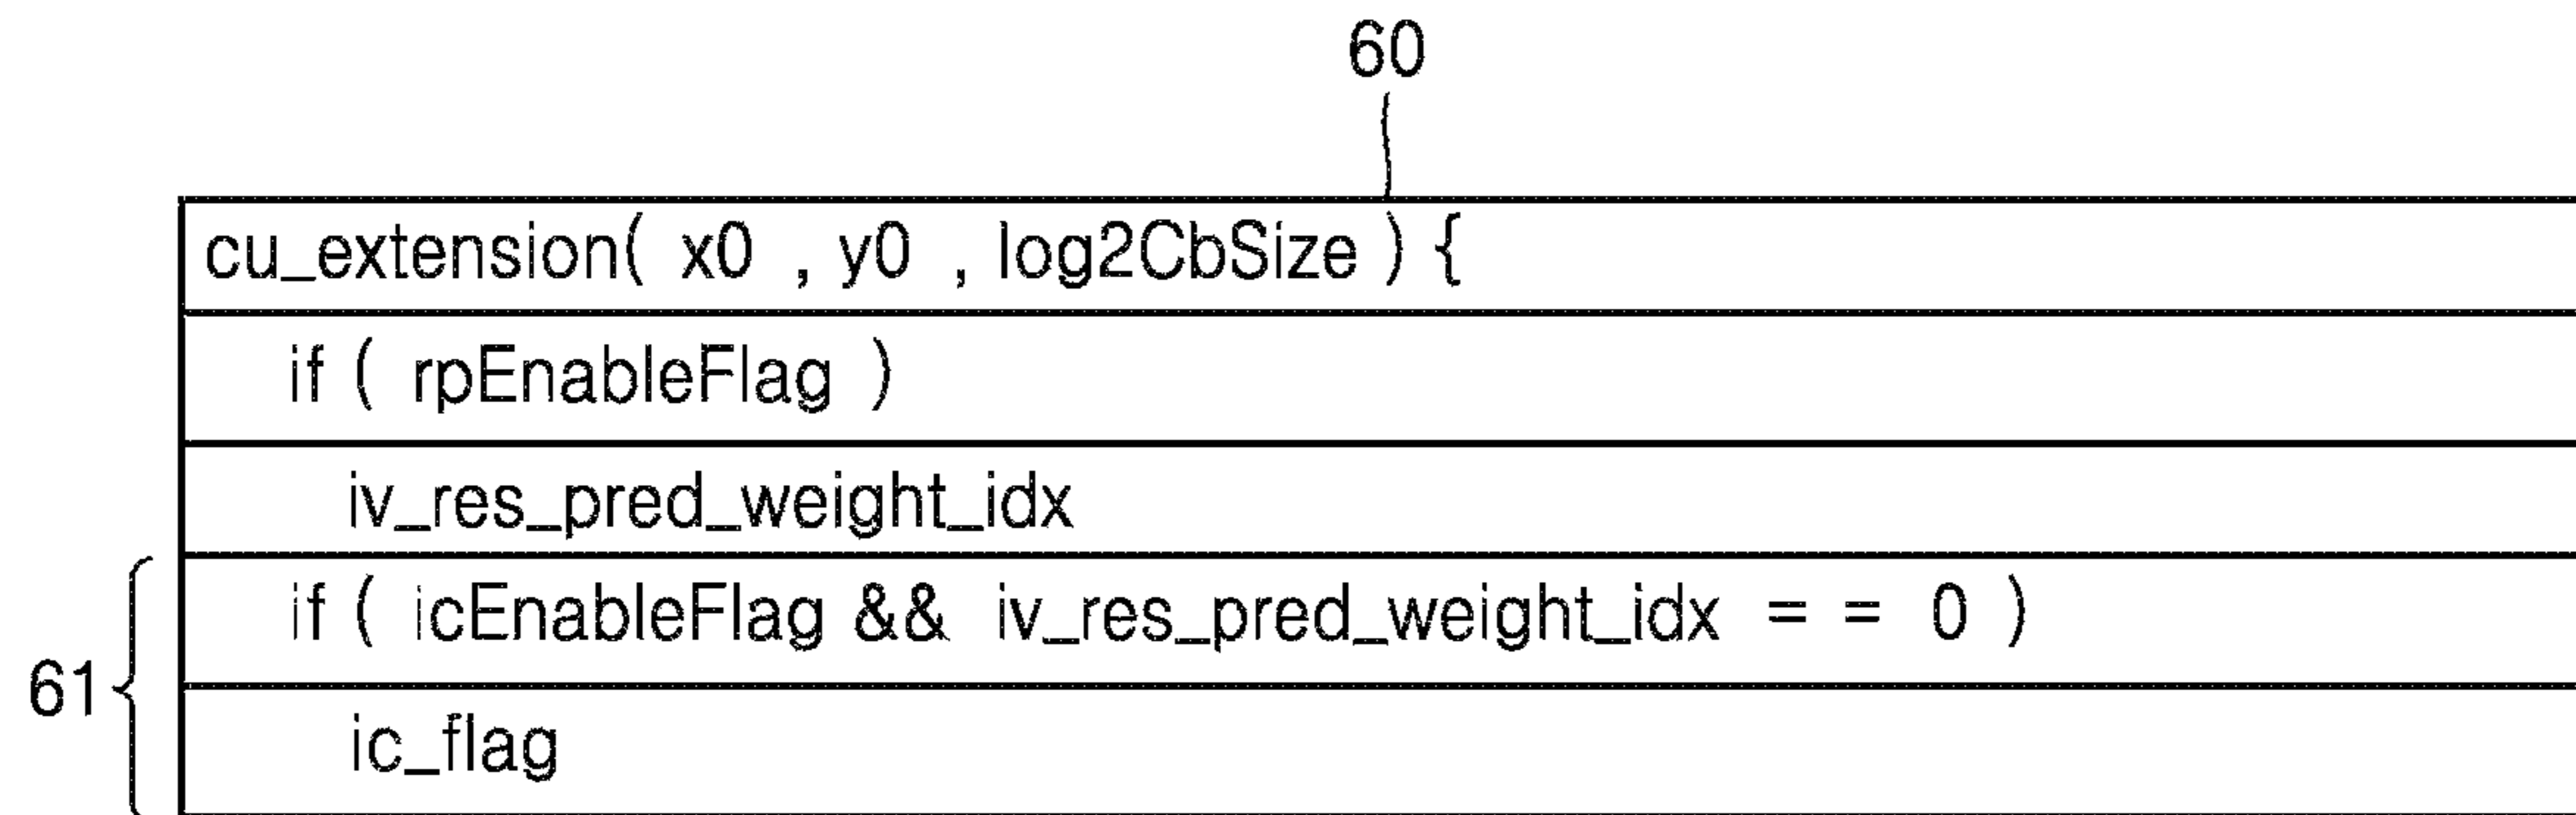 60
cu_extension( x0 , y0 , log2CbSize ) {
if ( rpEnableFlag )
iv_res_pred_weight_idx
if ( icEnableFlag && iv_res_pred_weight_idx = = 0 )
61
ic_flag